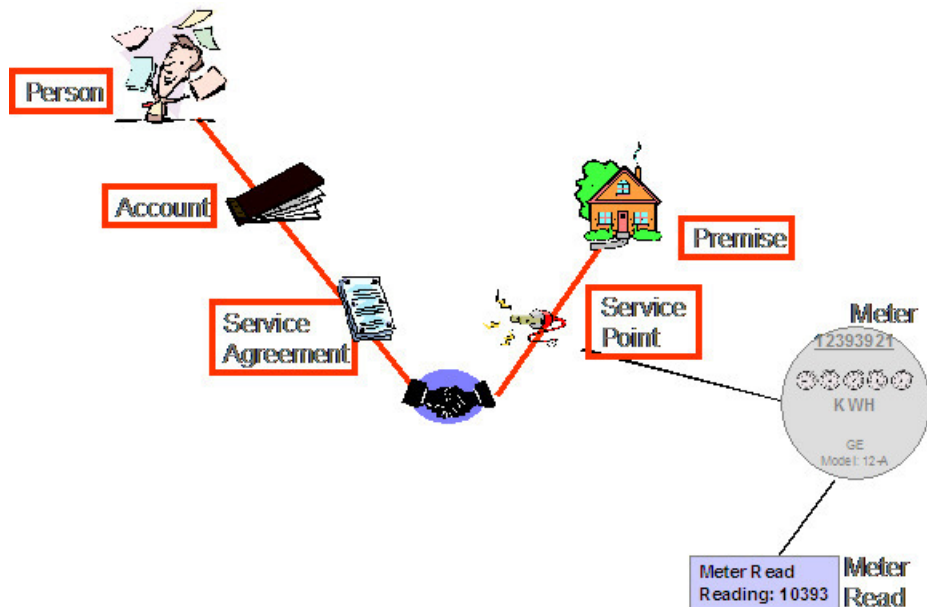 Person
Account
Service
Agreement
Premise
Service
Point
Meter
12393921
KWH
GE
Model: 12-A
Meter Read
Reading: 10393
Meter
Read